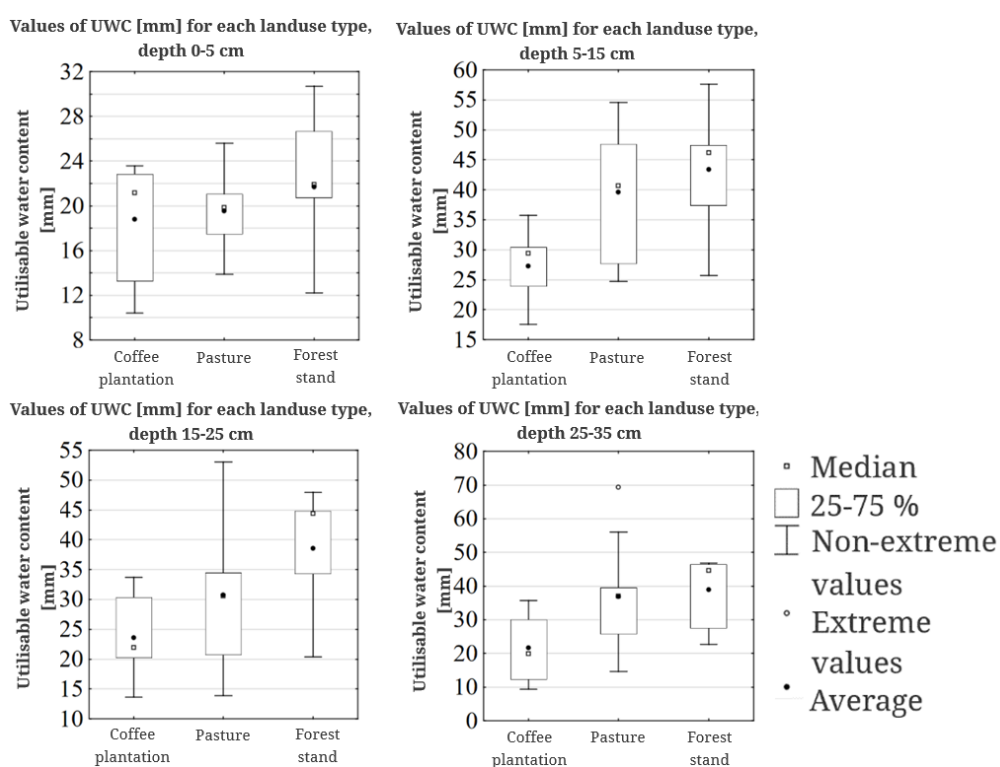 Values of UWC [mm] for each landuse type,
depth 0-5 cm
Utilisable water content
[mm]
32
28
24
20
16
12
8
Coffee
plantation
Pasture
Forest
stand
Values of UWC [mm] for each landuse type,
depth 5-15 cm
Utilisable water content
[mm]
60
55
50
45
40
35
30
25
20
15
Coffee
plantation
Pasture
Forest
stand
Values of UWC [mm] for each landuse type,
depth 15-25 cm
Utilisable water content
[mm]
55
50
45
40
35
30
25
20
15
10
Coffee
plantation
Pasture
Forest
stand
Values of UWC [mm] for each landuse type,
depth 25-35 cm
Utilisable water content
[mm]
80
70
60
50
40
30
20
10
0
Coffee
plantation
Pasture
Forest
stand
Median
25-75 %
Non-extreme
values
Extreme
values
Average